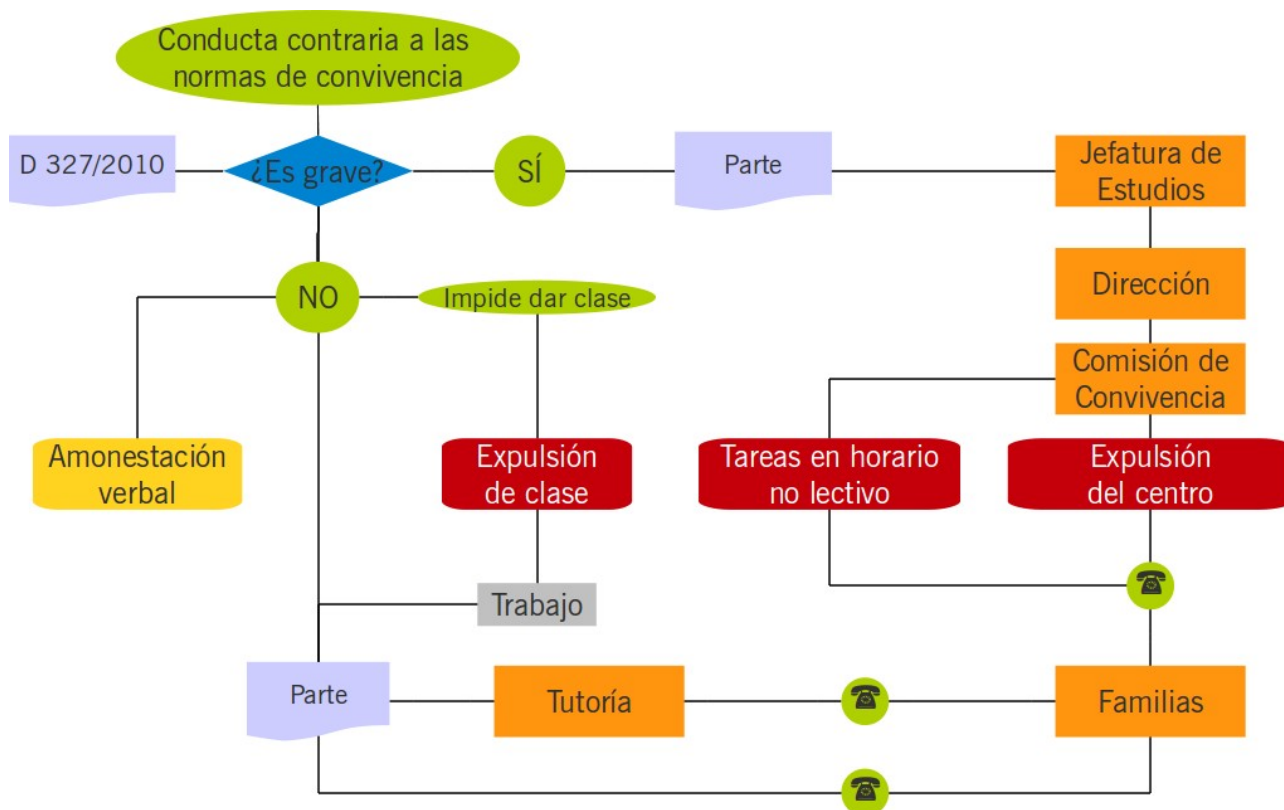 Conducta contraria a las
normas de convivencia
D 327/2010
¿Es grave?
SÍ
Parte
Jefatura de
Estudios
NO
Impide dar clase
Dirección
Comisión de
Convivencia
Amonestación
verbal
Expulsión
de clase
Tareas en horario
no lectivo
Expulsión
del centro
Trabajo
Parte
Tutoría
Familias